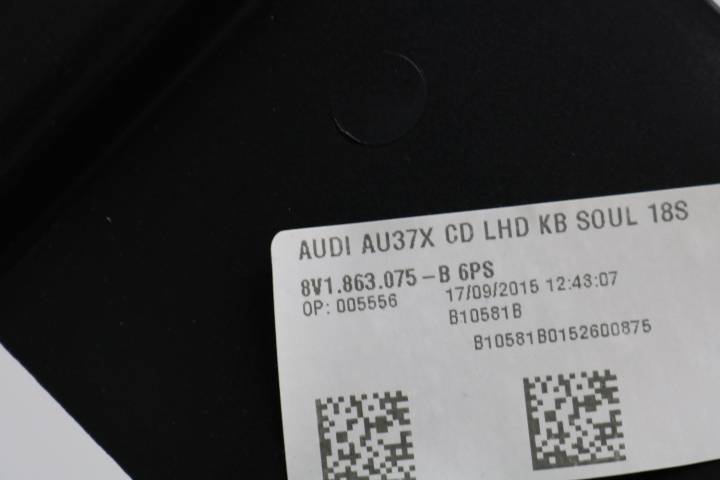 AUDI AU37X CD LHD KB SOUL 18S
8V1.863.075-B 6PS
OP: 005556 17/09/2015 12:43:07
B10581B
B10581B0152600875